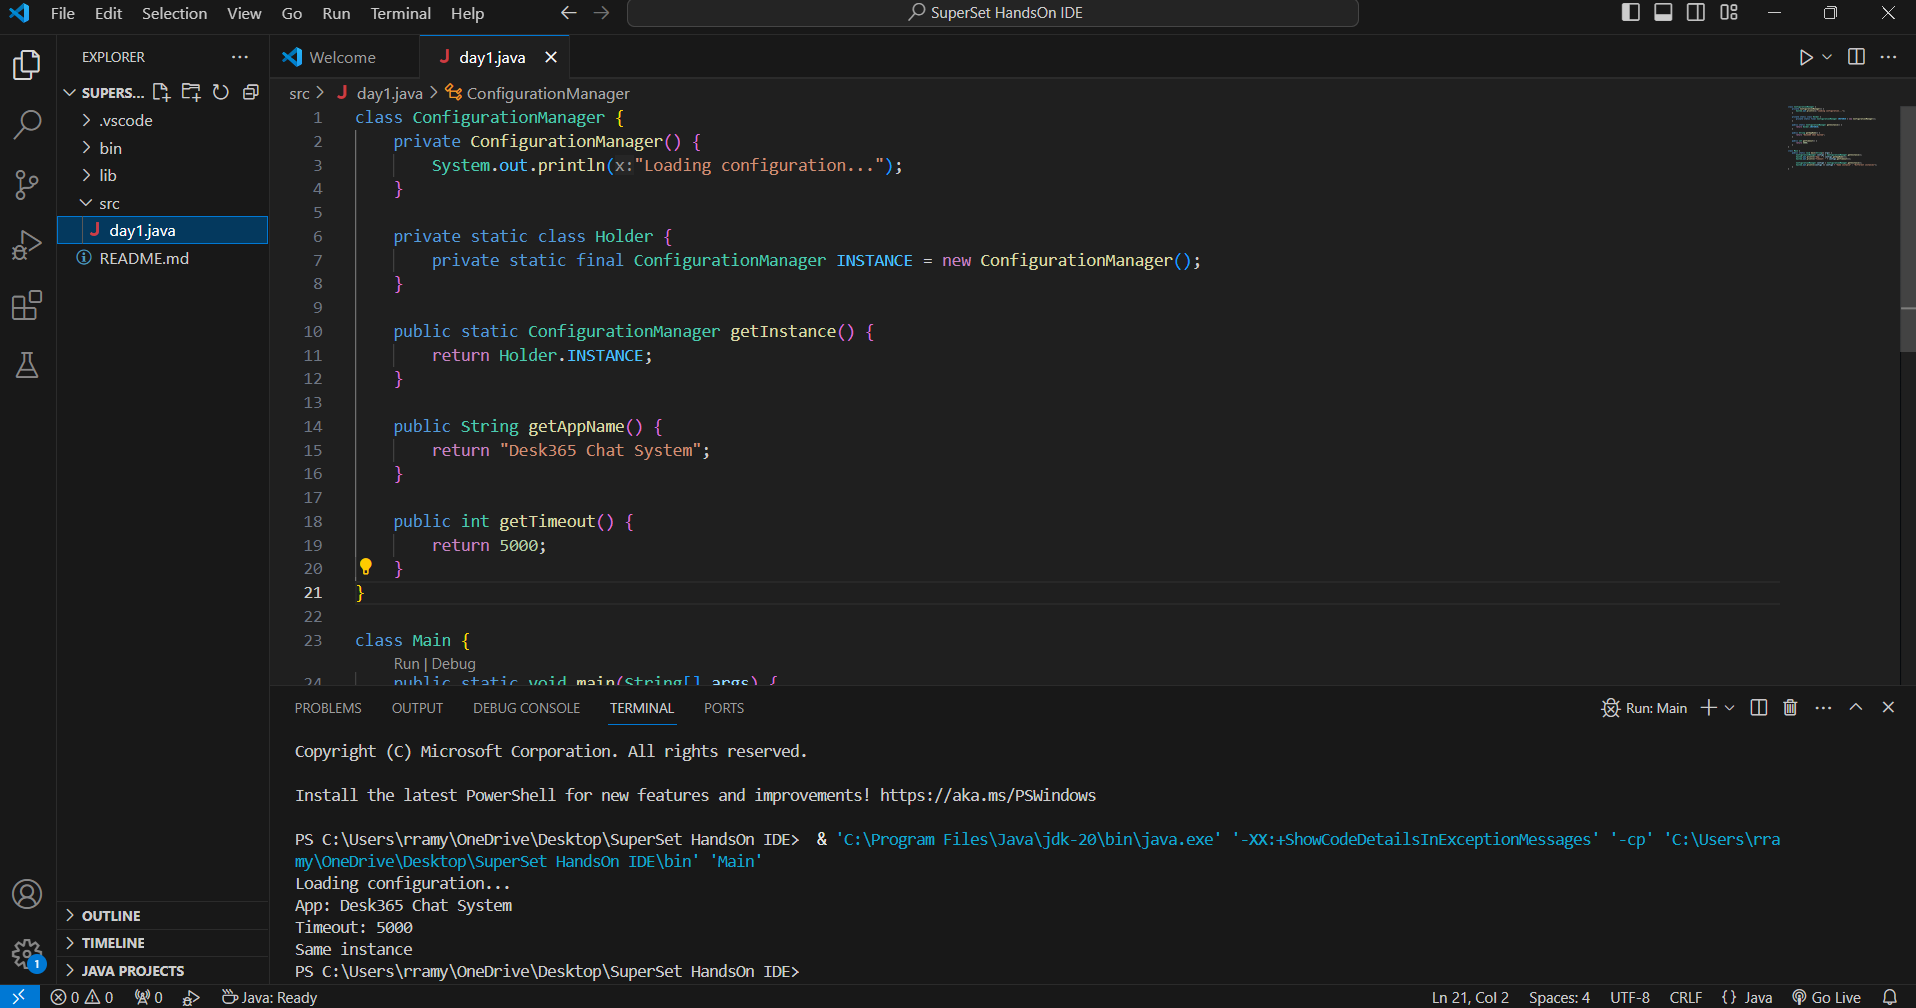 File Edit Selection View Go Run Terminal Help
SuperSet HandsOn IDE
EXPLORER
Welcome
J day1.java
SUPERS...
src > J day1.java > ConfigurationManager
.vscode
bin
lib
src
J day1.java
README.md
1 class ConfigurationManager {
2 private ConfigurationManager() {
3 System.out.println(x:"Loading configuration...");
4 }
5
6 private static class Holder {
7 private static final ConfigurationManager INSTANCE = new ConfigurationManager();
8 }
9
10 public static ConfigurationManager getInstance() {
11 return Holder.INSTANCE;
12 }
13
14 public String getAppName() {
15 return "Desk365 Chat System";
16 }
17
18 public int getTimeout() {
19 return 5000;
20 }
21 }
22
23 class Main {
Run | Debug
24 public static void main(String[] args) {
PROBLEMS OUTPUT DEBUG CONSOLE TERMINAL PORTS
Run: Main
Copyright (C) Microsoft Corporation. All rights reserved.
Install the latest PowerShell for new features and improvements! https://aka.ms/PSWindows
PS C:\Users\rramy\OneDrive\Desktop\SuperSet HandsOn IDE> & 'C:\Program Files\Java\jdk-20\bin\java.exe' '-XX:+ShowCodeDetailsInExceptionMessages' '-cp' 'C:\Users\rra
my\OneDrive\Desktop\SuperSet HandsOn IDE\bin' 'Main'
Loading configuration...
App: Desk365 Chat System
Timeout: 5000
Same instance
PS C:\Users\rramy\OneDrive\Desktop\SuperSet HandsOn IDE>
OUTLINE
TIMELINE
JAVA PROJECTS
1
0 0 0 Java: Ready
Ln 21, Col 2 Spaces: 4 UTF-8 CRLF {} Java Go Live